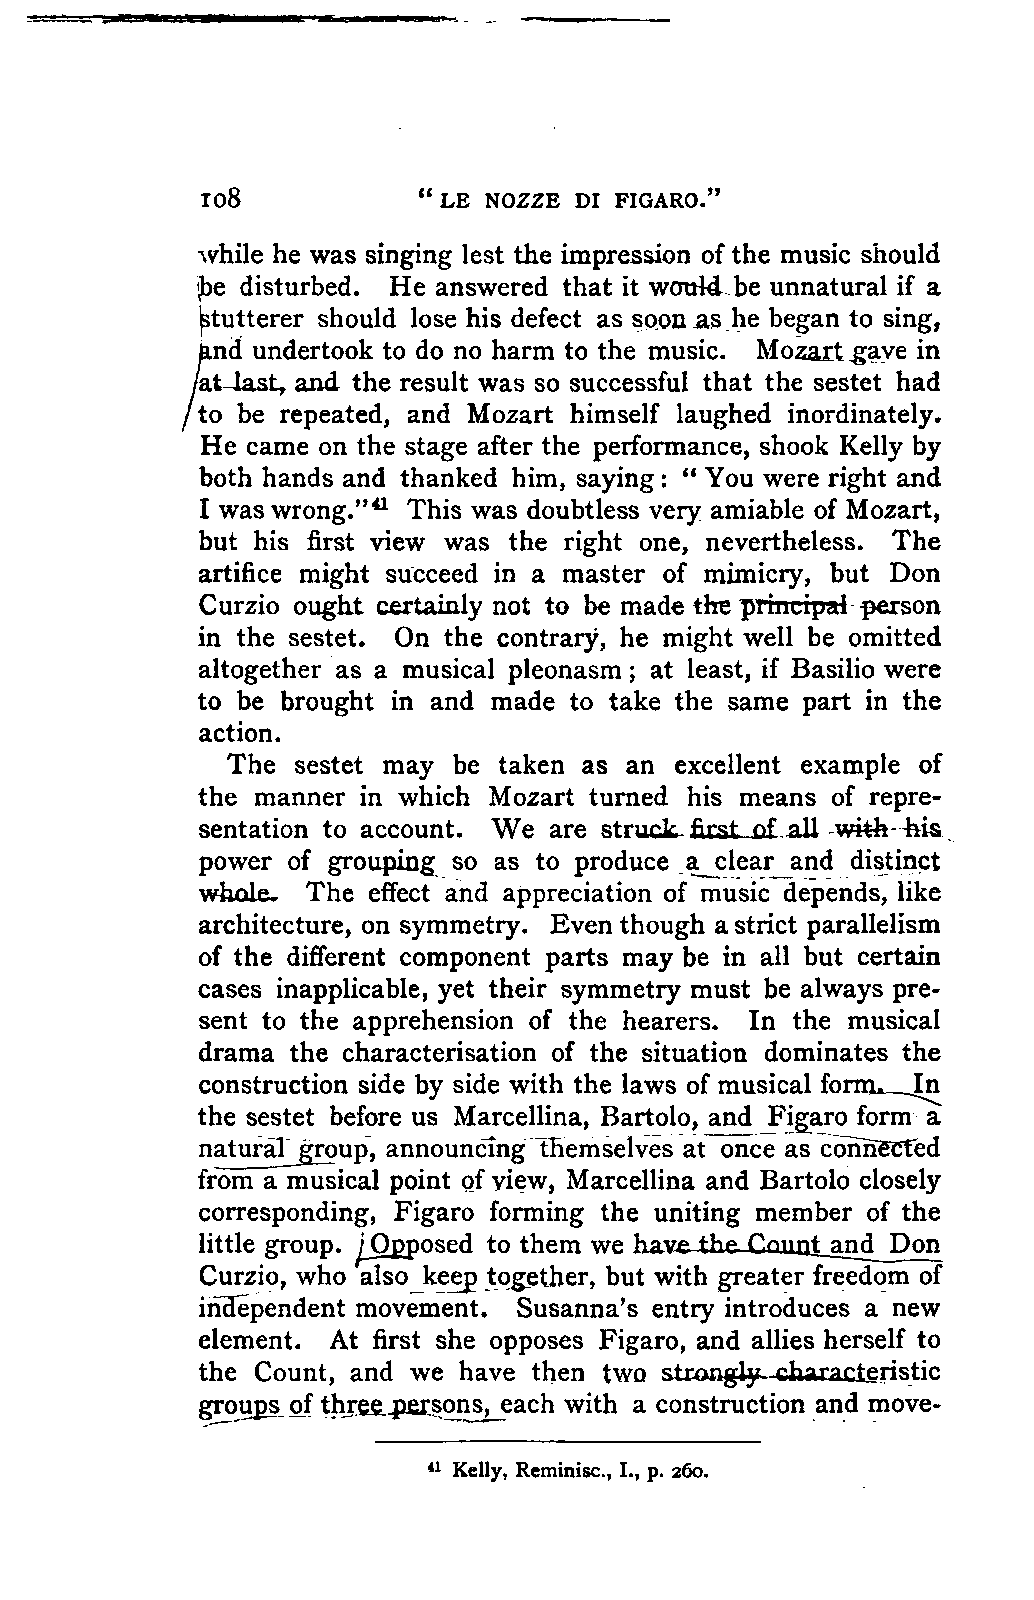 108 “LE NOZZE DI FIGARO.”
while he was singing lest the impression of the music should
be disturbed. He answered that it would be unnatural if a
stutterer should lose his defect as soon as he began to sing,
and undertook to do no harm to the music. Mozart gave in
at last, and the result was so successful that the sestet had
to be repeated, and Mozart himself laughed inordinately.
He came on the stage after the performance, shook Kelly by
both hands and thanked him, saying: “You were right and
I was wrong.”⁴¹ This was doubtless very amiable of Mozart,
but his first view was the right one, nevertheless. The
artifice might succeed in a master of mimicry, but Don
Curzio ought certainly not to be made the principal person
in the sestet. On the contrary, he might well be omitted
altogether as a musical pleonasm; at least, if Basilio were
to be brought in and made to take the same part in the
action.
The sestet may be taken as an excellent example of
the manner in which Mozart turned his means of repre-
sentation to account. We are struck first of all with his
power of grouping so as to produce a clear and distinct
whole. The effect and appreciation of music depends, like
architecture, on symmetry. Even though a strict parallelism
of the different component parts may be in all but certain
cases inapplicable, yet their symmetry must be always pre-
sent to the apprehension of the hearers. In the musical
drama the characterisation of the situation dominates the
construction side by side with the laws of musical form. In
the sestet before us Marcellina, Bartolo, and Figaro form a
natural group, announcing themselves at once as connected
from a musical point of view, Marcellina and Bartolo closely
corresponding, Figaro forming the uniting member of the
little group. Opposed to them we have the Count and Don
Curzio, who also keep together, but with greater freedom of
independent movement. Susanna’s entry introduces a new
element. At first she opposes Figaro, and allies herself to
the Count, and we have then two strongly characteristic
groups of three persons, each with a construction and move-
⁴¹ Kelly, Reminisc., I., p. 260.